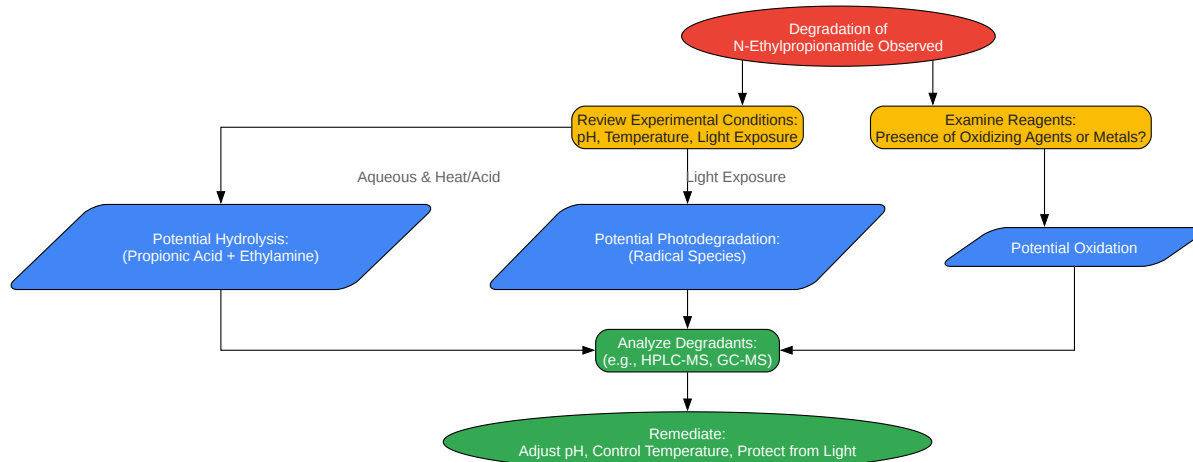 Degradation of
N-Ethylpropionamide Observed
Review Experimental Conditions:
pH, Temperature, Light Exposure
Examine Reagents:
Presence of Oxidizing Agents or Metals?
Aqueous & Heat/Acid
Light Exposure
Potential Hydrolysis:
(Propionic Acid + Ethylamine)
Potential Photodegradation:
(Radical Species)
Potential Oxidation
Analyze Degradants:
(e.g., HPLC-MS, GC-MS)
Remediate:
Adjust pH, Control Temperature, Protect from Light